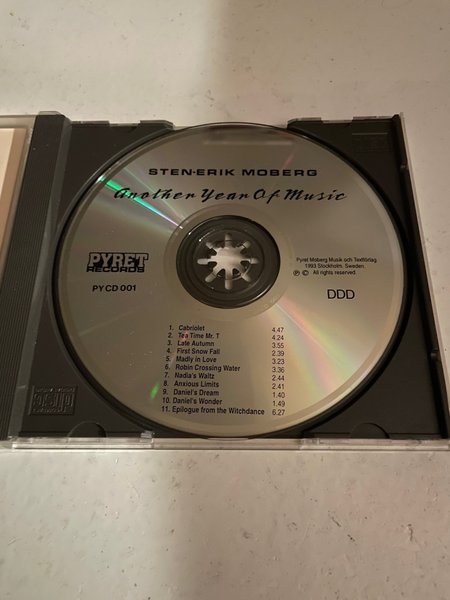 STEN-ERIK MOBERG
Another Year Of Music
PYRET
RECORDS
PYCD 001
Pyret Moberg Musik och Textförlag
1993 Stockholm. Sweden.
℗ © All rights reserved
DDD
1. Cabriolet 4.47
2. Tea Time Mr. T 4.24
3. Late Autumn 3.55
4. First Snow Fall 2.39
5. Madly in Love 3.23
6. Robin Crossing Water 3.36
7. Nadia's Waltz 2.44
8. Anxious Limits 2.41
9. Daniel's Dream 1.40
10. Daniel's Wonder 1.49
11. Epilogue from the Witchdance 6.27